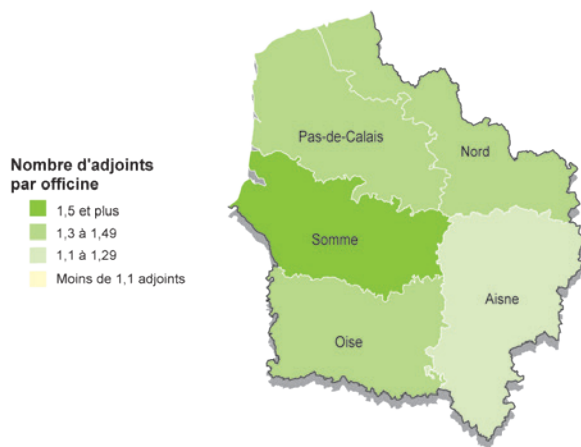 Pas-de-Calais
Nord
Nombre d'adjoints
par officine
1,5 et plus
1,3 à 1,49
1,1 à 1,29
Moins de 1,1 adjoints
Somme
Aisne
Oise